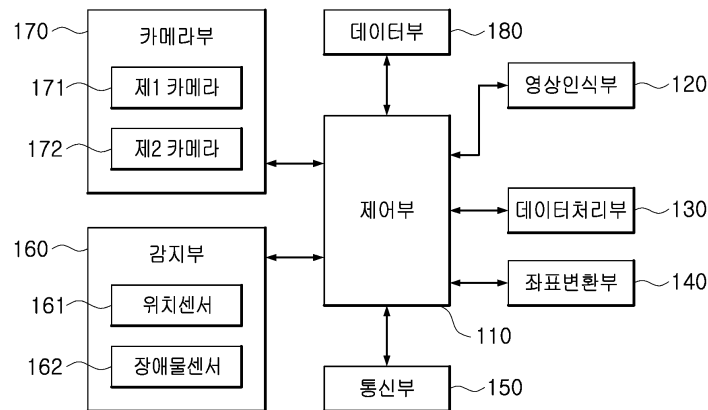 170
카메라부
171
제1 카메라
172
제2 카메라
160
감지부
161
위치센서
162
장애물센서
데이터부
180
제어부
110
통신부
150
영상인식부
120
데이터처리부
130
좌표변환부
140